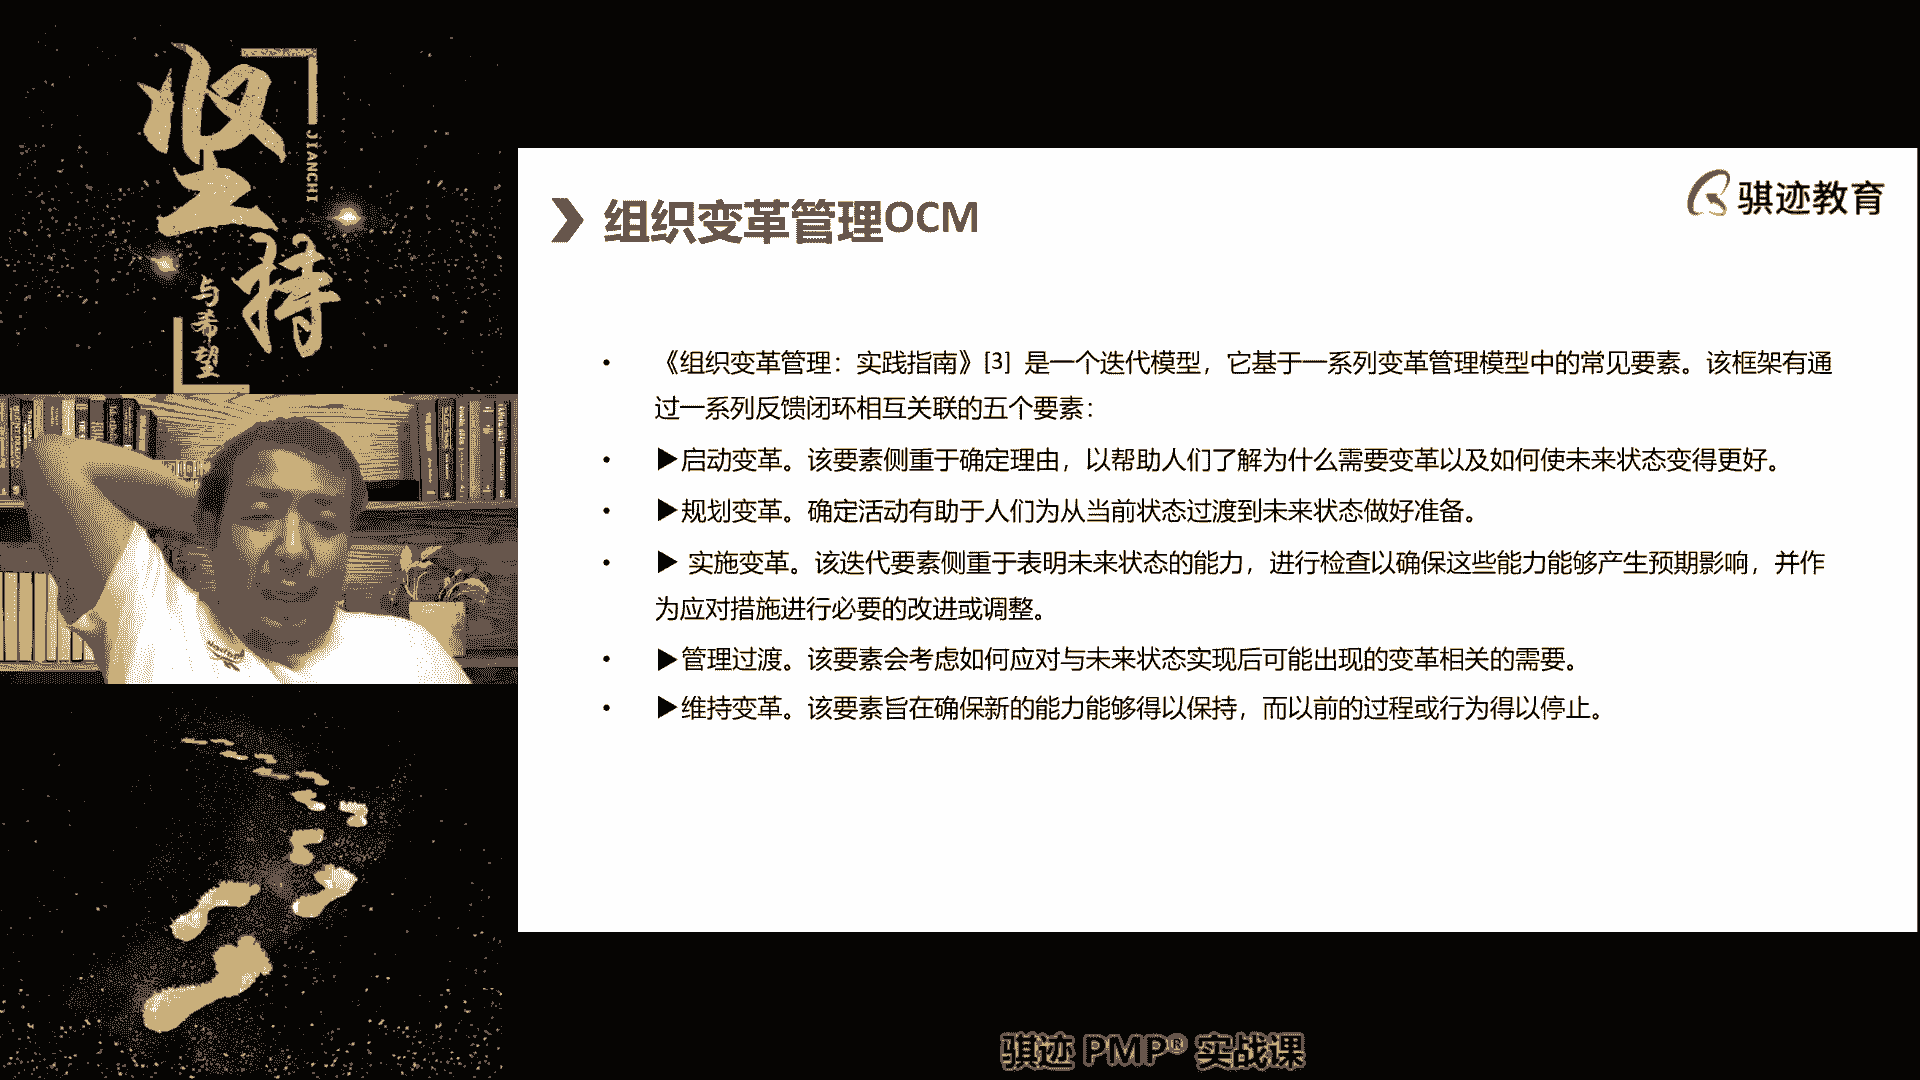 坚持
JIANCHI
与希望
骐迹教育
组织变革管理OCM
• 《组织变革管理：实践指南》[3] 是一个迭代模型，它基于一系列变革管理模型中的常见要素。该框架有通
过一系列反馈闭环相互关联的五个要素：
• ▶启动变革。该要素侧重于确定理由，以帮助人们了解为什么需要变革以及如何使未来状态变得更好。
• ▶规划变革。确定活动有助于人们为从当前状态过渡到未来状态做好准备。
• ▶ 实施变革。该迭代要素侧重于表明未来状态的能力，进行检查以确保这些能力能够产生预期影响，并作
为应对措施进行必要的改进或调整。
• ▶管理过渡。该要素会考虑如何应对与未来状态实现后可能出现的变革相关的需要。
• ▶维持变革。该要素旨在确保新的能力能够得以保持，而以前的过程或行为得以停止。
骐迹 PMP® 实战课